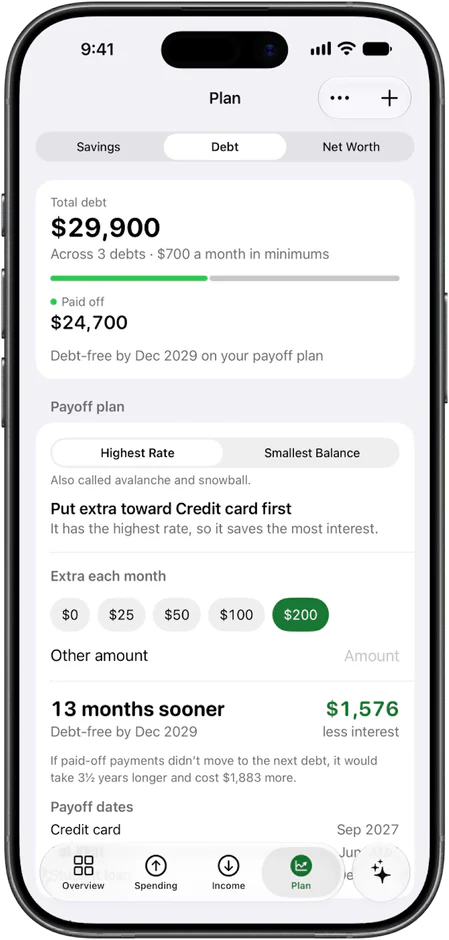 9:41
Plan
Savings
Debt
Net Worth
Total debt
$29,900
Across 3 debts · $700 a month in minimums
Paid off
$24,700
Debt-free by Dec 2029 on your payoff plan
Payoff plan
Highest Rate
Smallest Balance
Also called avalanche and snowball.
Put extra toward Credit card first
It has the highest rate, so it saves the most interest.
Extra each month
$0
$25
$50
$100
$200
Other amount
Amount
13 months sooner
$1,576
Debt-free by Dec 2029
less interest
If paid-off payments didn’t move to the next debt, it would
take 3½ years longer and cost $1,883 more.
Payoff dates
Credit card
Sep 2027
Overview
Spending
Income
Plan